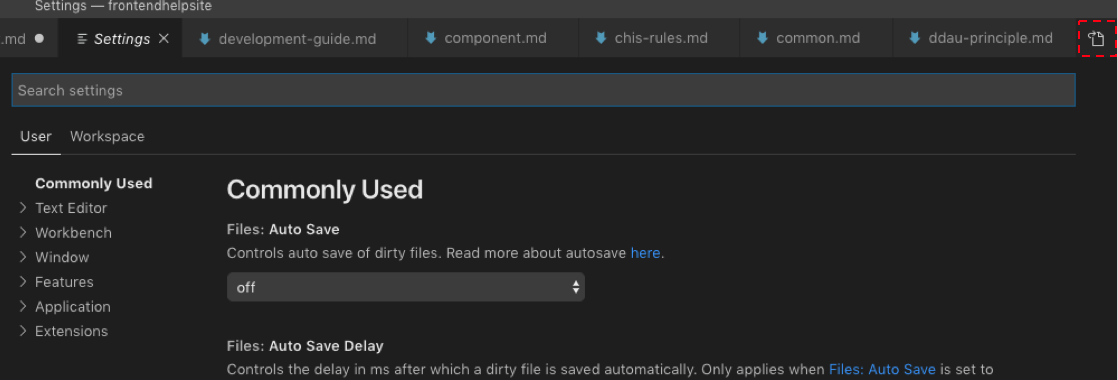 Settings — frontendhelpsite
.md Settings development-guide.md component.md chis-rules.md common.md ddau-principle.md
Search settings
User Workspace
Commonly Used
Text Editor
Workbench
Window
Features
Application
Extensions
Commonly Used
Files: Auto Save
Controls auto save of dirty files. Read more about autosave here.
off
Files: Auto Save Delay
Controls the delay in ms after which a dirty file is saved automatically. Only applies when Files: Auto Save is set to